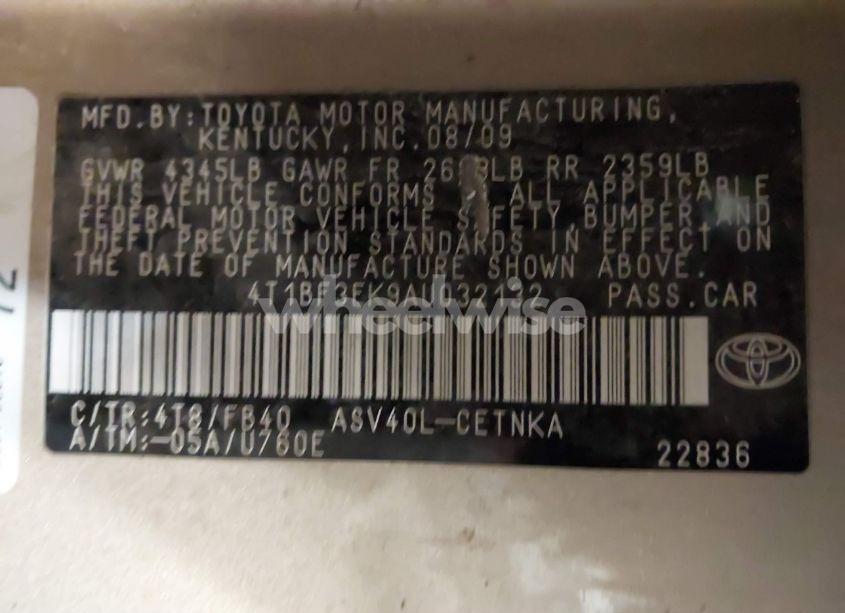 MFD. BY: TOYOTA MOTOR MANUFACTURING,
KENTUCKY, INC. 08/09
GVWR 4345LB GAWR FR RR 2359LB
THIS VEHICLE CONFORMS ALL APPLICABLE
FEDERAL MOTOR VEHICLE SAFETY, BUMPER AND
THEFT PREVENTION STANDARDS IN EFFECT ON
THE DATE OF MANUFACTURE SHOWN ABOVE.
PASS. CAR
wheelwise
C/TR: 4T8/FB40 ASV40L-CETNKA
A/TM: -05A/U760E
22836